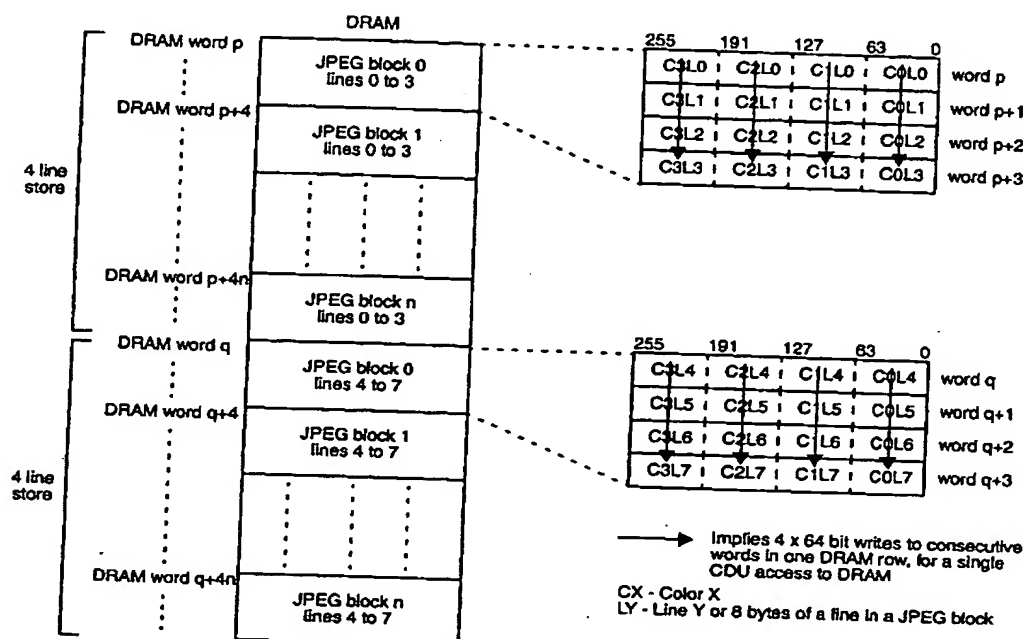 DRAM
DRAM word p
JPEG block 0
lines 0 to 3
DRAM word p+4
JPEG block 1
lines 0 to 3
4 line
store
DRAM word p+4n
JPEG block n
lines 0 to 3
DRAM word q
JPEG block 0
lines 4 to 7
DRAM word q+4
JPEG block 1
lines 4 to 7
4 line
store
DRAM word q+4n
JPEG block n
lines 4 to 7
255 191 127 63 0
C3L0 C2L0 C1L0 C0L0 word p
C3L1 C2L1 C1L1 C0L1 word p+1
C3L2 C2L2 C1L2 C0L2 word p+2
C3L3 C2L3 C1L3 C0L3 word p+3
255 191 127 63 0
C3L4 C2L4 C1L4 C0L4 word q
C3L5 C2L5 C1L5 C0L5 word q+1
C3L6 C2L6 C1L6 C0L6 word q+2
C3L7 C2L7 C1L7 C0L7 word q+3
Implies 4 x 64 bit writes to consecutive
words in one DRAM row, for a single
CDU access to DRAM
CX - Color X
LY - Line Y or 8 bytes of a line in a JPEG block